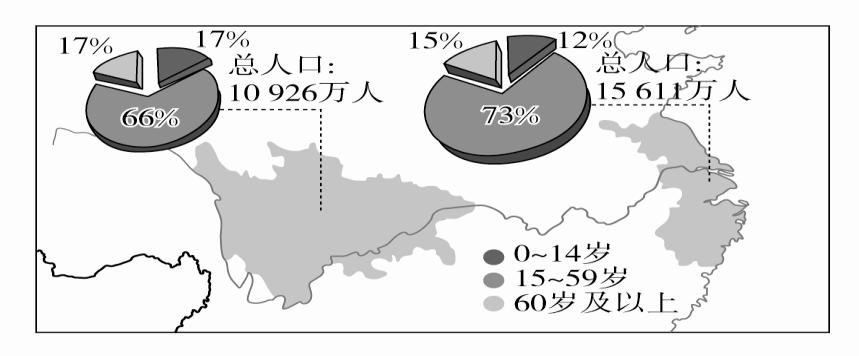 17%
17%
66%
总人口：
10 926万人
15%
12%
73%
总人口：
15 611万人
0~14岁
15~59岁
60岁及以上